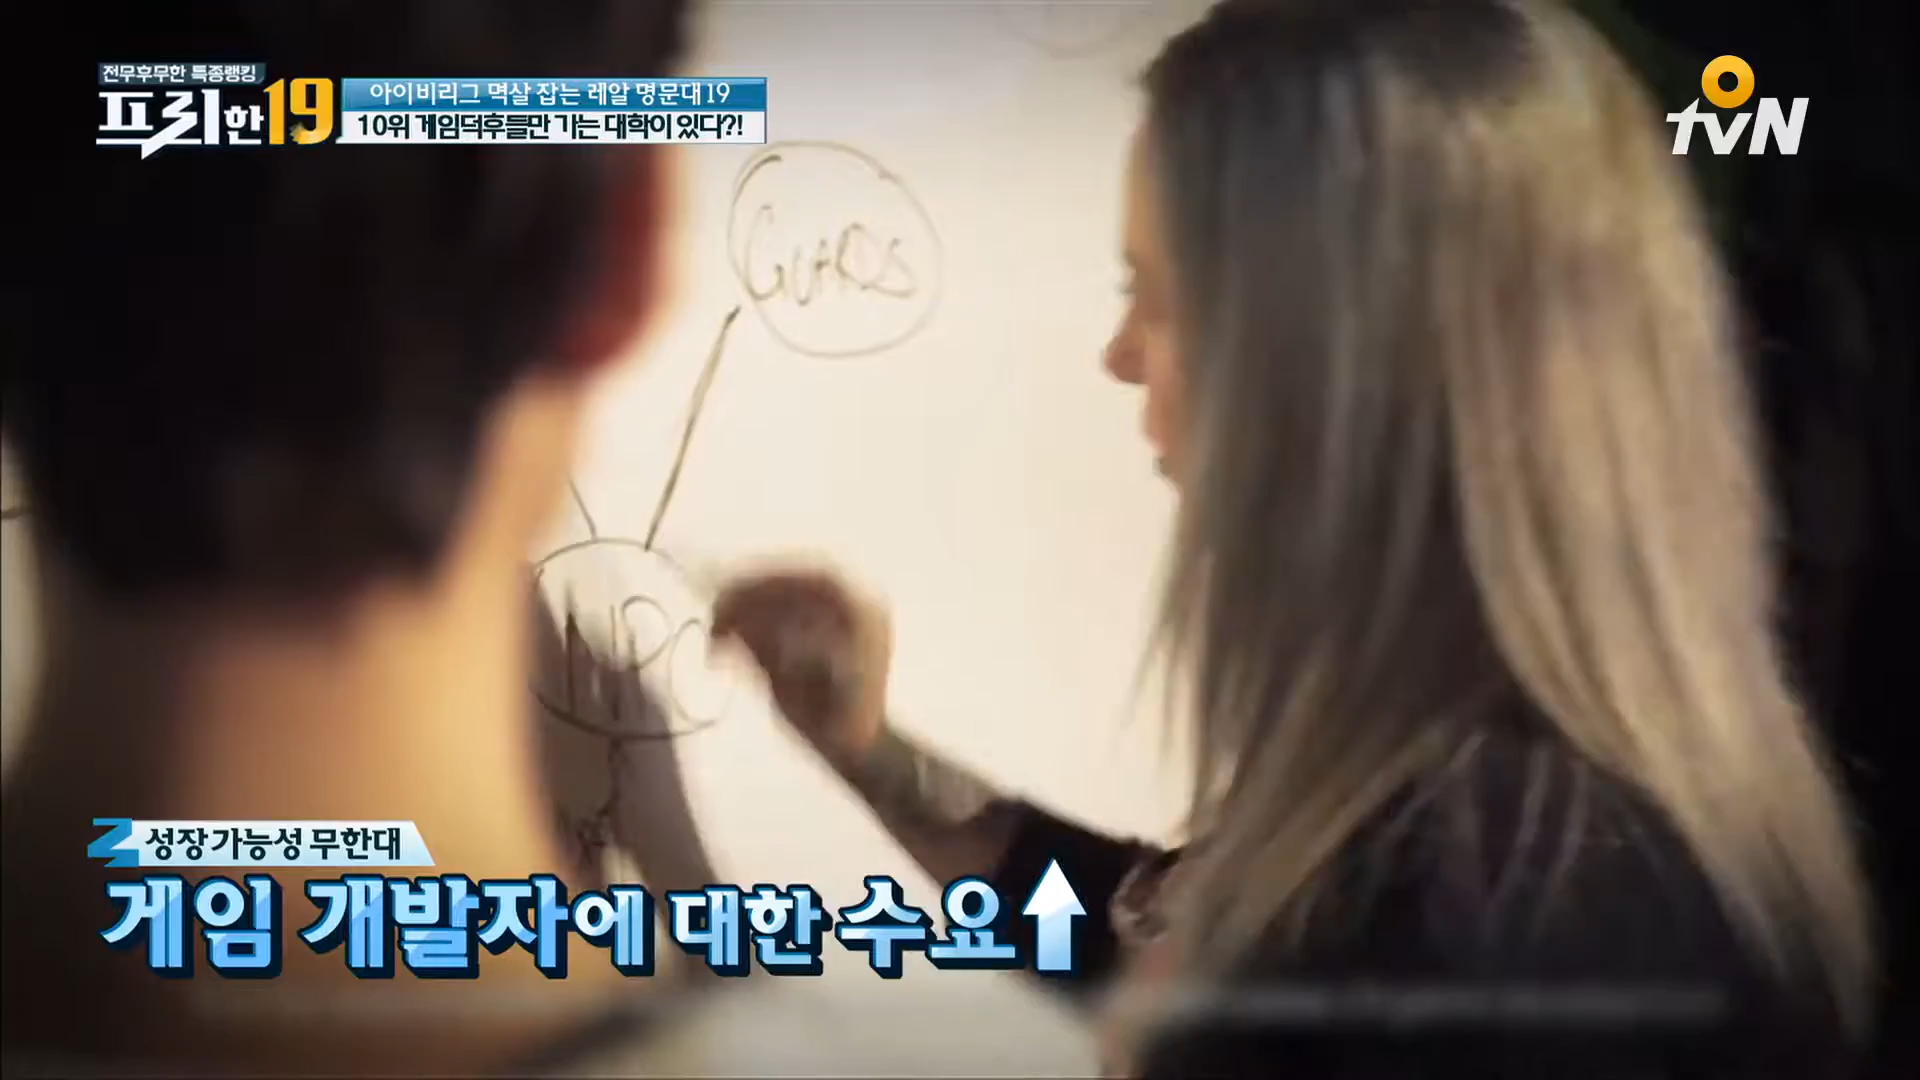 전무후무한 특종랭킹
프리한19
아이비리그 멱살 잡는 레알 명문대19
10위 게임덕후들만 가는 대학이 있다?!
tvN
GUARDS
NPC
성장 가능성 무한대
게임 개발자에 대한 수요↑